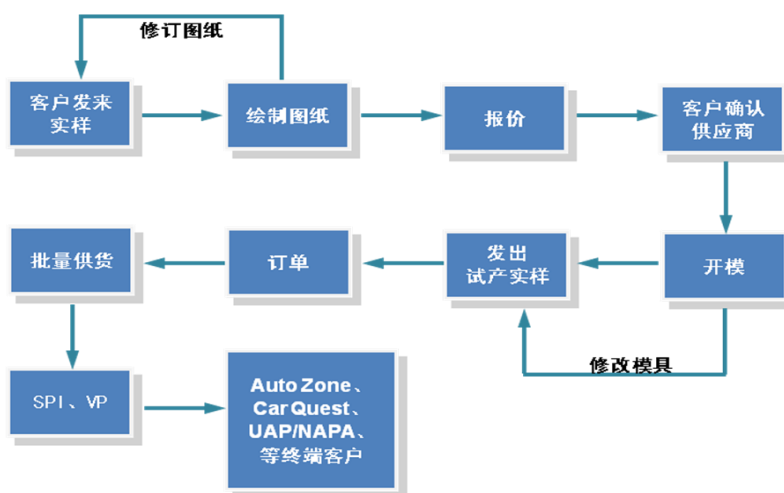 修订图纸
客户发来
实样
绘制图纸
报价
客户确认
供应商
批量供货
订单
发出
试产实样
开模
修改模具
SPI、VP
Auto Zone、
Car Quest、
UAP/NAPA、
等终端客户